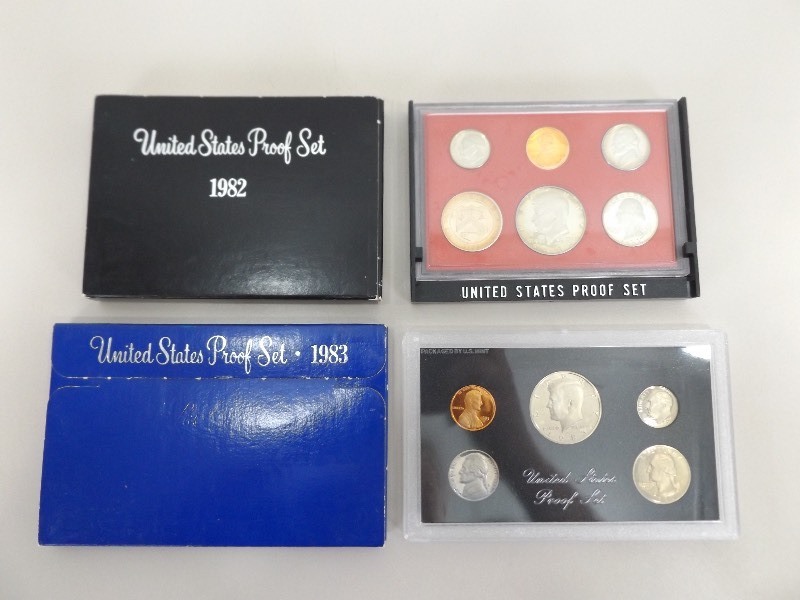 United States Proof Set
1982
UNITED STATES PROOF SET
United States Proof Set · 1983
PACKAGED BY U.S. MINT
United States
Proof Set